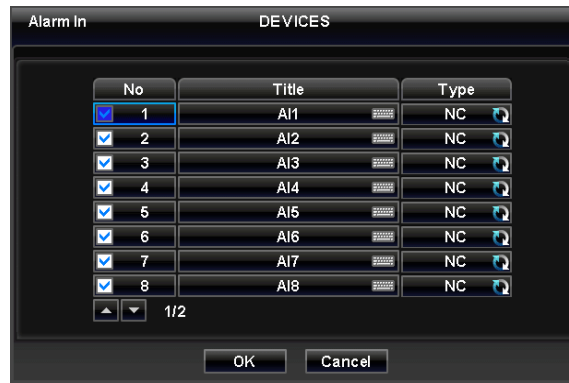 Alarm In DEVICES
No Title Type
1 AI1 NC
2 AI2 NC
3 AI3 NC
4 AI4 NC
5 AI5 NC
6 AI6 NC
7 AI7 NC
8 AI8 NC
1/2
OK Cancel